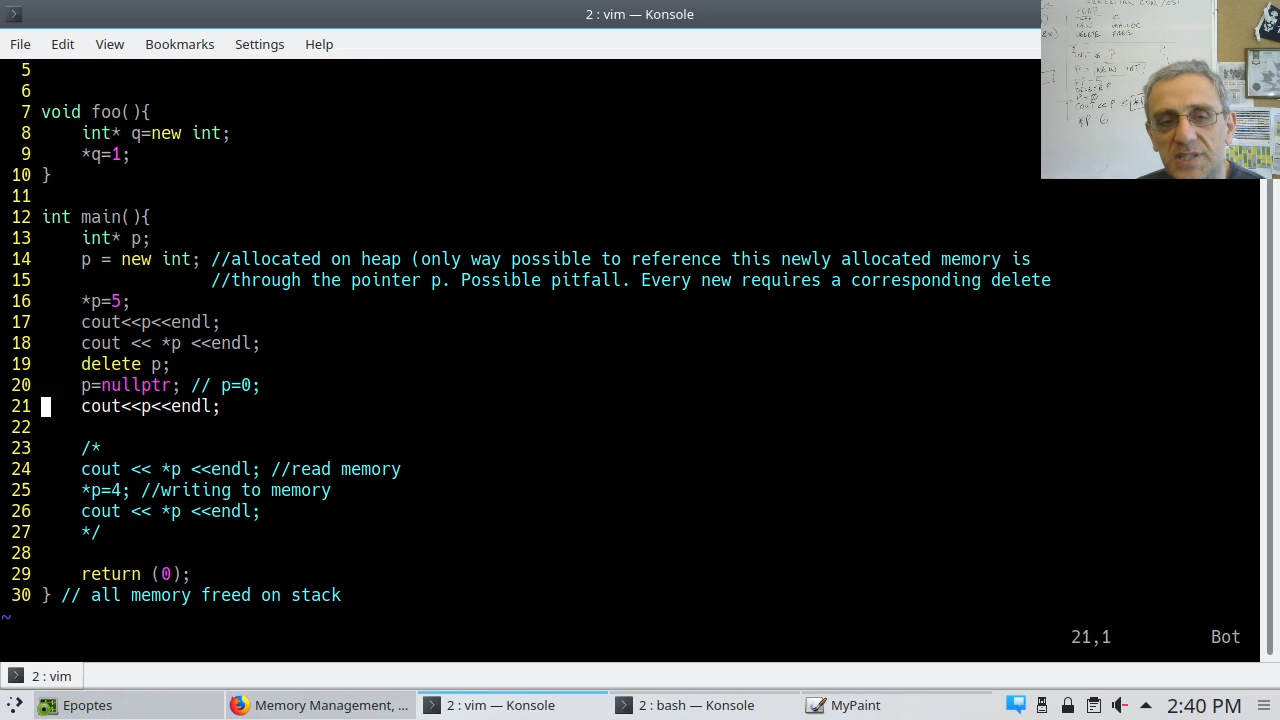 2 : vim — Konsole
File Edit View Bookmarks Settings Help
5
6
7 void foo(){
8 int* q=new int;
9 *q=1;
10 }
11
12 int main(){
13 int* p;
14 p = new int; //allocated on heap (only way possible to reference this newly allocated memory is
15 //through the pointer p. Possible pitfall. Every new requires a corresponding delete
16 *p=5;
17 cout<<p<<endl;
18 cout << *p <<endl;
19 delete p;
20 p=nullptr; // p=0;
21 cout<<p<<endl;
22
23 /*
24 cout << *p <<endl; //read memory
25 *p=4; //writing to memory
26 cout << *p <<endl;
27 */
28
29 return (0);
30 } // all memory freed on stack
~
21,1 Bot
2 : vim
Epoptes Memory Management, ... 2 : vim — Konsole 2 : bash — Konsole MyPaint 2:40 PM